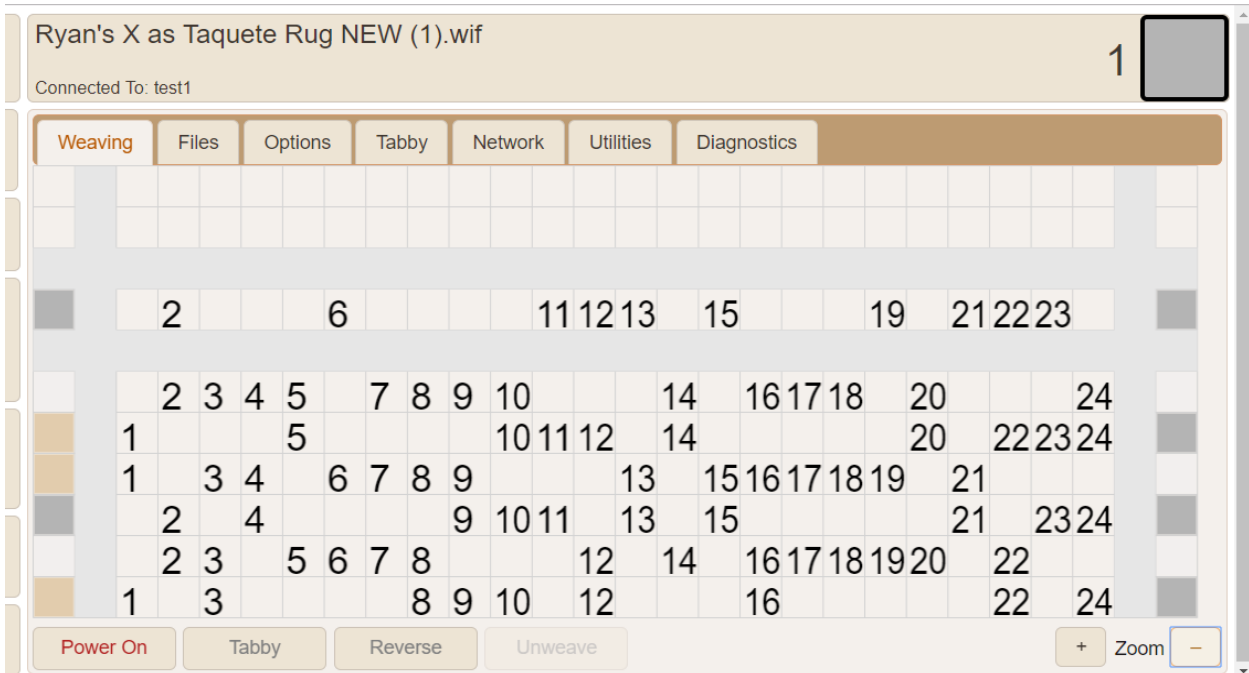 Ryan's X as Taquete Rug NEW (1).wif
1
Connected To: test1
Weaving Files Options Tabby Network Utilities Diagnostics
2 6 11 12 13 15 19 21 22 23
2 3 4 5 7 8 9 10 14 16 17 18 20 24
1 5 10 11 12 14 20 22 23 24
1 3 4 6 7 8 9 13 15 16 17 18 19 21
2 4 9 10 11 13 15 21 23 24
2 3 5 6 7 8 12 14 16 17 18 19 20 22
1 3 8 9 10 12 16 22 24
Power On Tabby Reverse Unweave + Zoom –